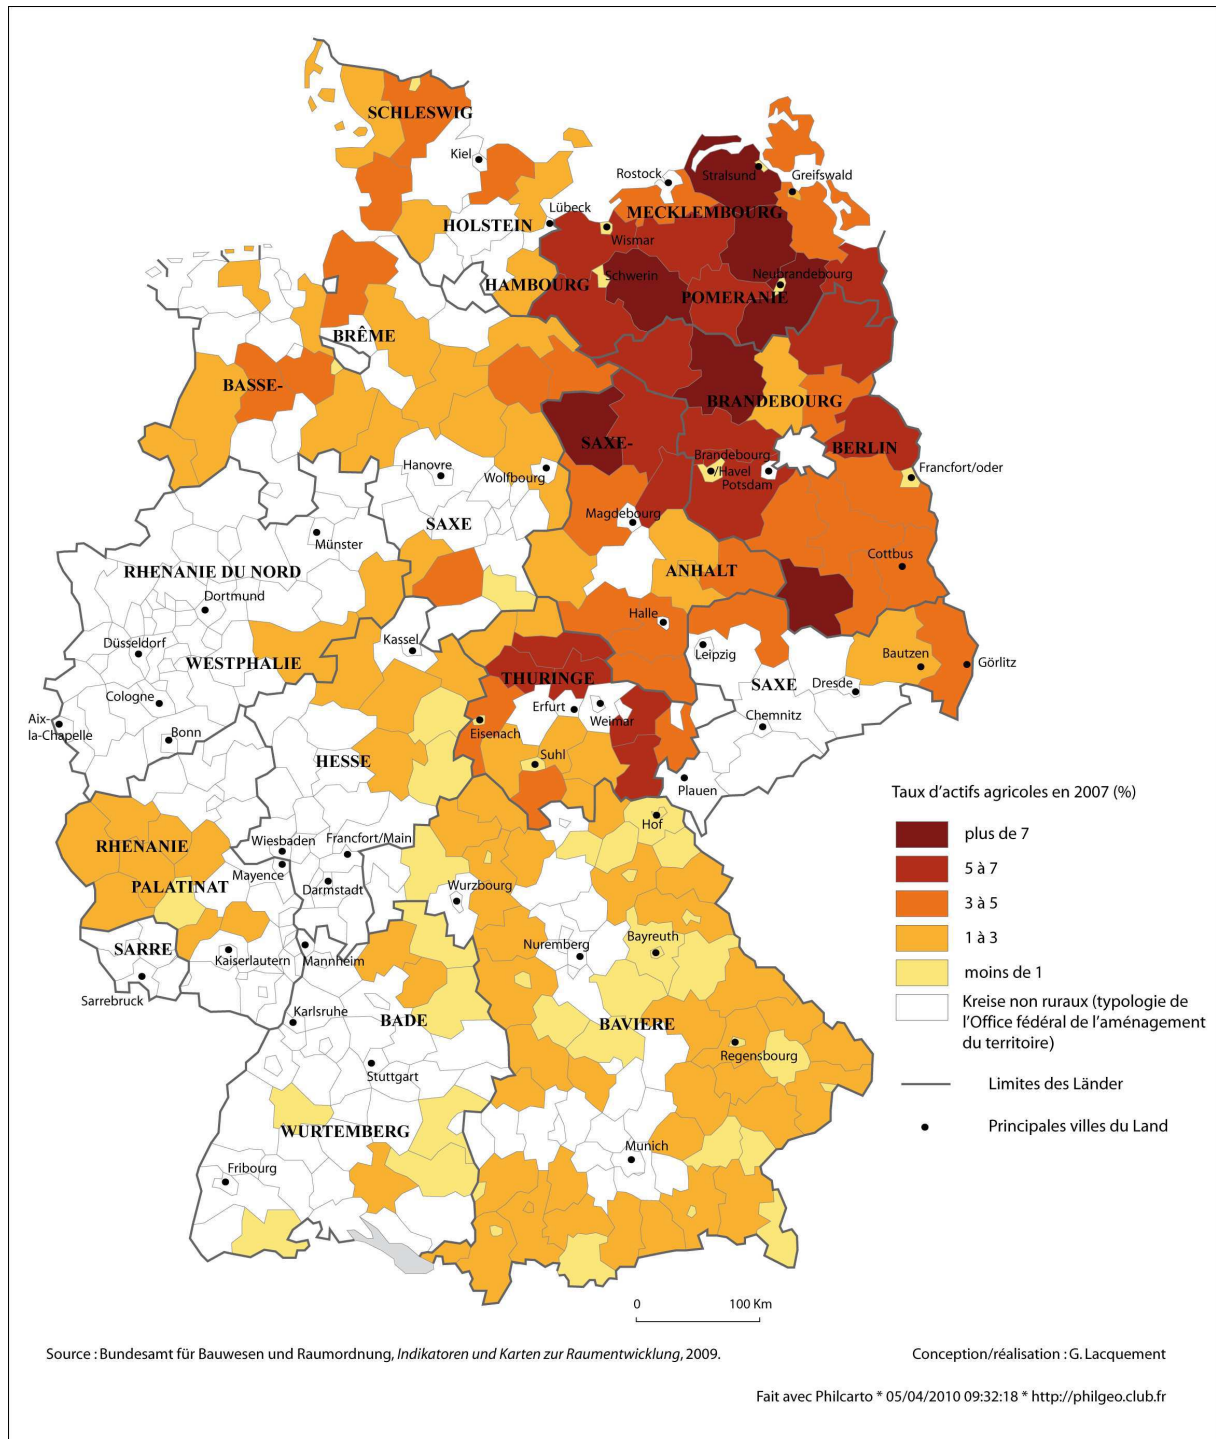 SCHLESWIG
Kiel
Rostock
Stralsund
Greifswald
Lübeck
MECKLEMBOURG
HOLSTEIN
Wismar
HAMBOURG
Schwerin
Neubrandebourg
POMERANIE
BRÊME
BASSE-
BRANDEBOURG
SAXE-
BERLIN
Hanovre
Wolfbourg
Brandebourg
/Havel
Potsdam
Francfort/oder
SAXE
Magdebourg
Münster
RHENANIE DU NORD
ANHALT
Cottbus
Dortmund
Halle
Düsseldorf
WESTPHALIE
Kassel
Leipzig
Bautzen
Görlitz
THURINGE
SAXE
Dresde
Cologne
Erfurt
Weimar
Chemnitz
Aix-
la-Chapelle
Bonn
Eisenach
HESSE
Suhl
Plauen
Taux d'actifs agricoles en 2007 (%)
Hof
plus de 7
RHENANIE
Wiesbaden
Francfort/Main
5 à 7
Mayence
PALATINAT
Darmstadt
Wurzbourg
3 à 5
SARRE
Kaiserlautern
Mannheim
Nuremberg
Bayreuth
1 à 3
Sarrebruck
moins de 1
Karlsruhe
BADE
BAVIERE
Kreise non ruraux (typologie de
l'Office fédéral de l'aménagement
du territoire)
Regensbourg
Stuttgart
Limites des Länder
WURTEMBERG
Principales villes du Land
Munich
Fribourg
0 100 Km
Source : Bundesamt für Bauwesen und Raumordnung, Indikatoren und Karten zur Raumentwicklung, 2009.
Conception/réalisation : G. Lacquement
Fait avec Philcarto * 05/04/2010 09:32:18 * http://philgeo.club.fr